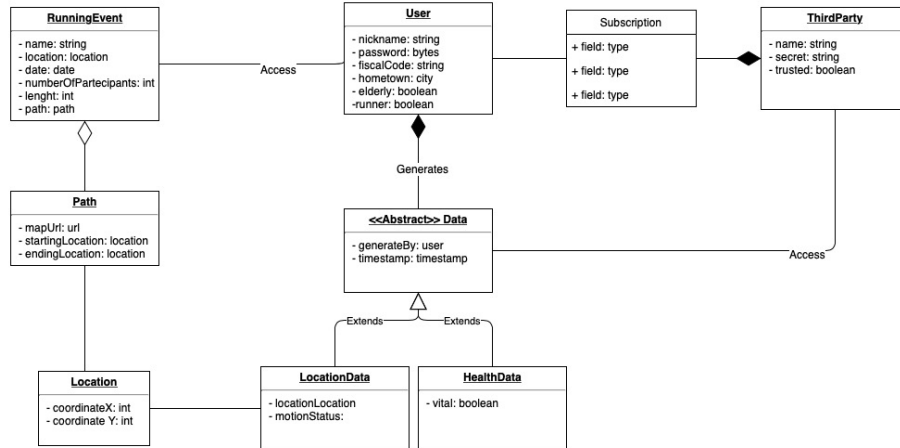 RunningEvent
- name: string
- location: location
- date: date
- numberOfPartecipants: int
- lenght: int
- path: path
Access
User
- nickname: string
- password: bytes
- fiscalCode: string
- hometown: city
- elderly: boolean
-runner: boolean
Subscription
+ field: type
+ field: type
+ field: type
ThirdParty
- name: string
- secret: string
- trusted: boolean
Generates
Path
- mapUrl: url
- startingLocation: location
- endingLocation: location
<<Abstract>> Data
- generateBy: user
- timestamp: timestamp
Access
Extends
Extends
Location
- coordinateX: int
- coordinate Y: int
LocationData
- locationLocation
- motionStatus:
HealthData
- vital: boolean